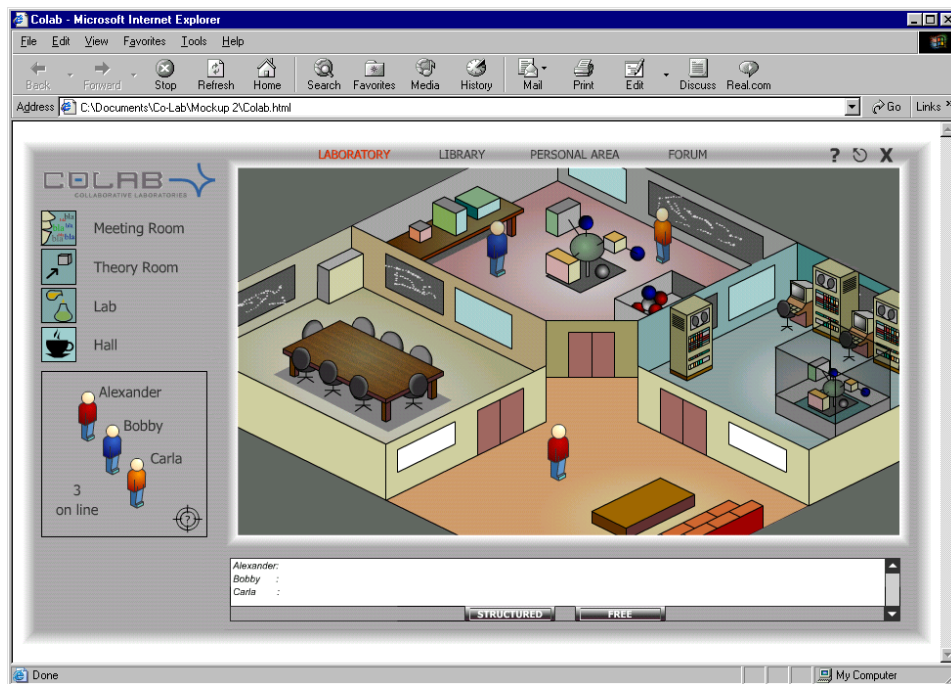 Colab - Microsoft Internet Explorer
File Edit View Favorites Tools Help
Back Forward Stop Refresh Home Search Favorites Media History Mail Print Edit Discuss Real.com
Address C:\Documents\Co-Lab\Mockup 2\Colab.html Go Links »
LABORATORY LIBRARY PERSONAL AREA FORUM ? X
COLAB
COLLABORATIVE LABORATORIES
bla
bla
bla
Meeting Room
Theory Room
Lab
Hall
Alexander
Bobby
Carla
3
on line
?
Alexander:
Bobby :
Carla :
STRUCTURED FREE
Done My Computer